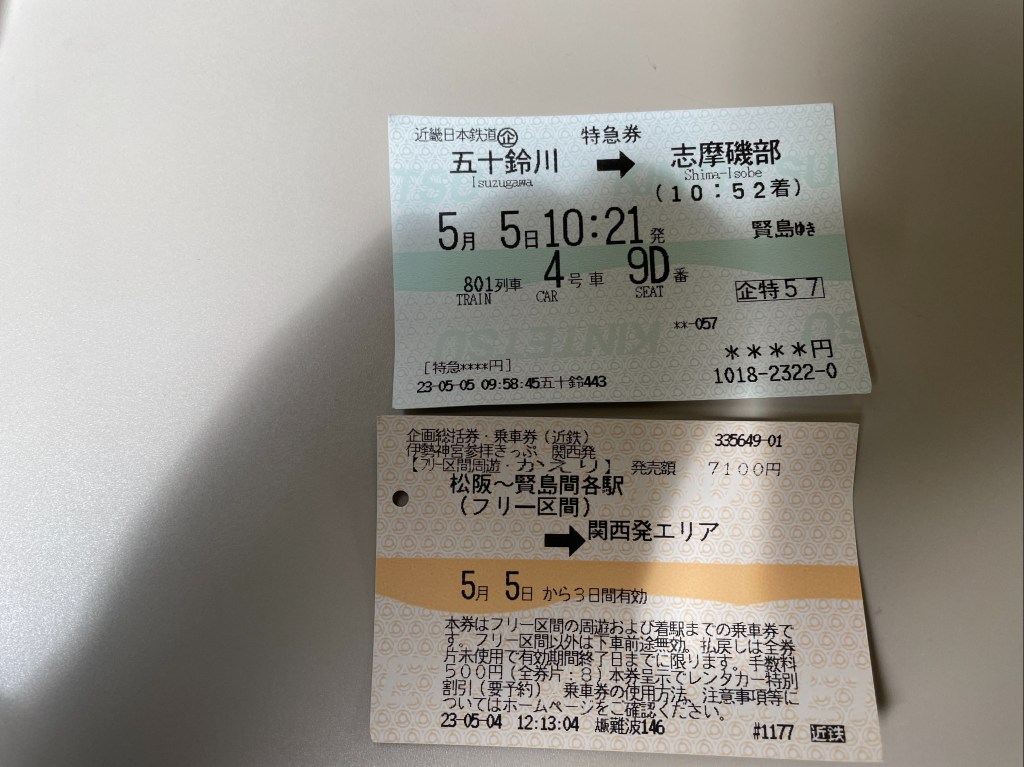 近畿日本鉄道 企 特急券
五十鈴川 ➡ 志摩磯部
Isuzugawa Shima-Isobe
(10:52着)
5月 5日 10:21発 賢島ゆき
801列車 4号車 9D番
TRAIN CAR SEAT
企特57
**-057
KINTETSU
****円
[特急****円]
1018-2322-0
23-05-05 09:58:45五十鈴443
企画総括券・乗車券(近鉄) 335649-01
伊勢神宮参拝きっぷ 関西発
【フリー区間周遊・かえり】 発売額 7100円
松阪~賢島間各駅
(フリー区間)
➡ 関西発エリア
5月 5日 から3日間有効
本券はフリー区間の周遊および着駅までの乗車券で
す。フリー区間以外は下車前途無効。払戻しは全券
片未使用で有効期間終了日までに限ります。手数料
500円(全券片:8)本券呈示でレンタカー特別
割引(要予約) 乗車券の使用方法、注意事項等に
ついてはホームページをご確認ください。
23-05-04 12:13:04 難波146 #1177 近鉄